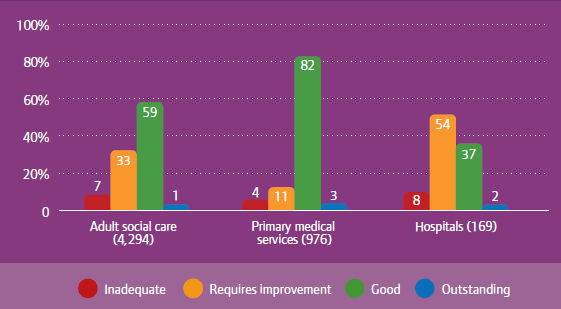 100%
80%
60%
40%
20%
0
7
33
59
1
4
11
82
3
8
54
37
2
Adult social care
(4,294)
Primary medical
services (976)
Hospitals (169)
Inadequate
Requires improvement
Good
Outstanding